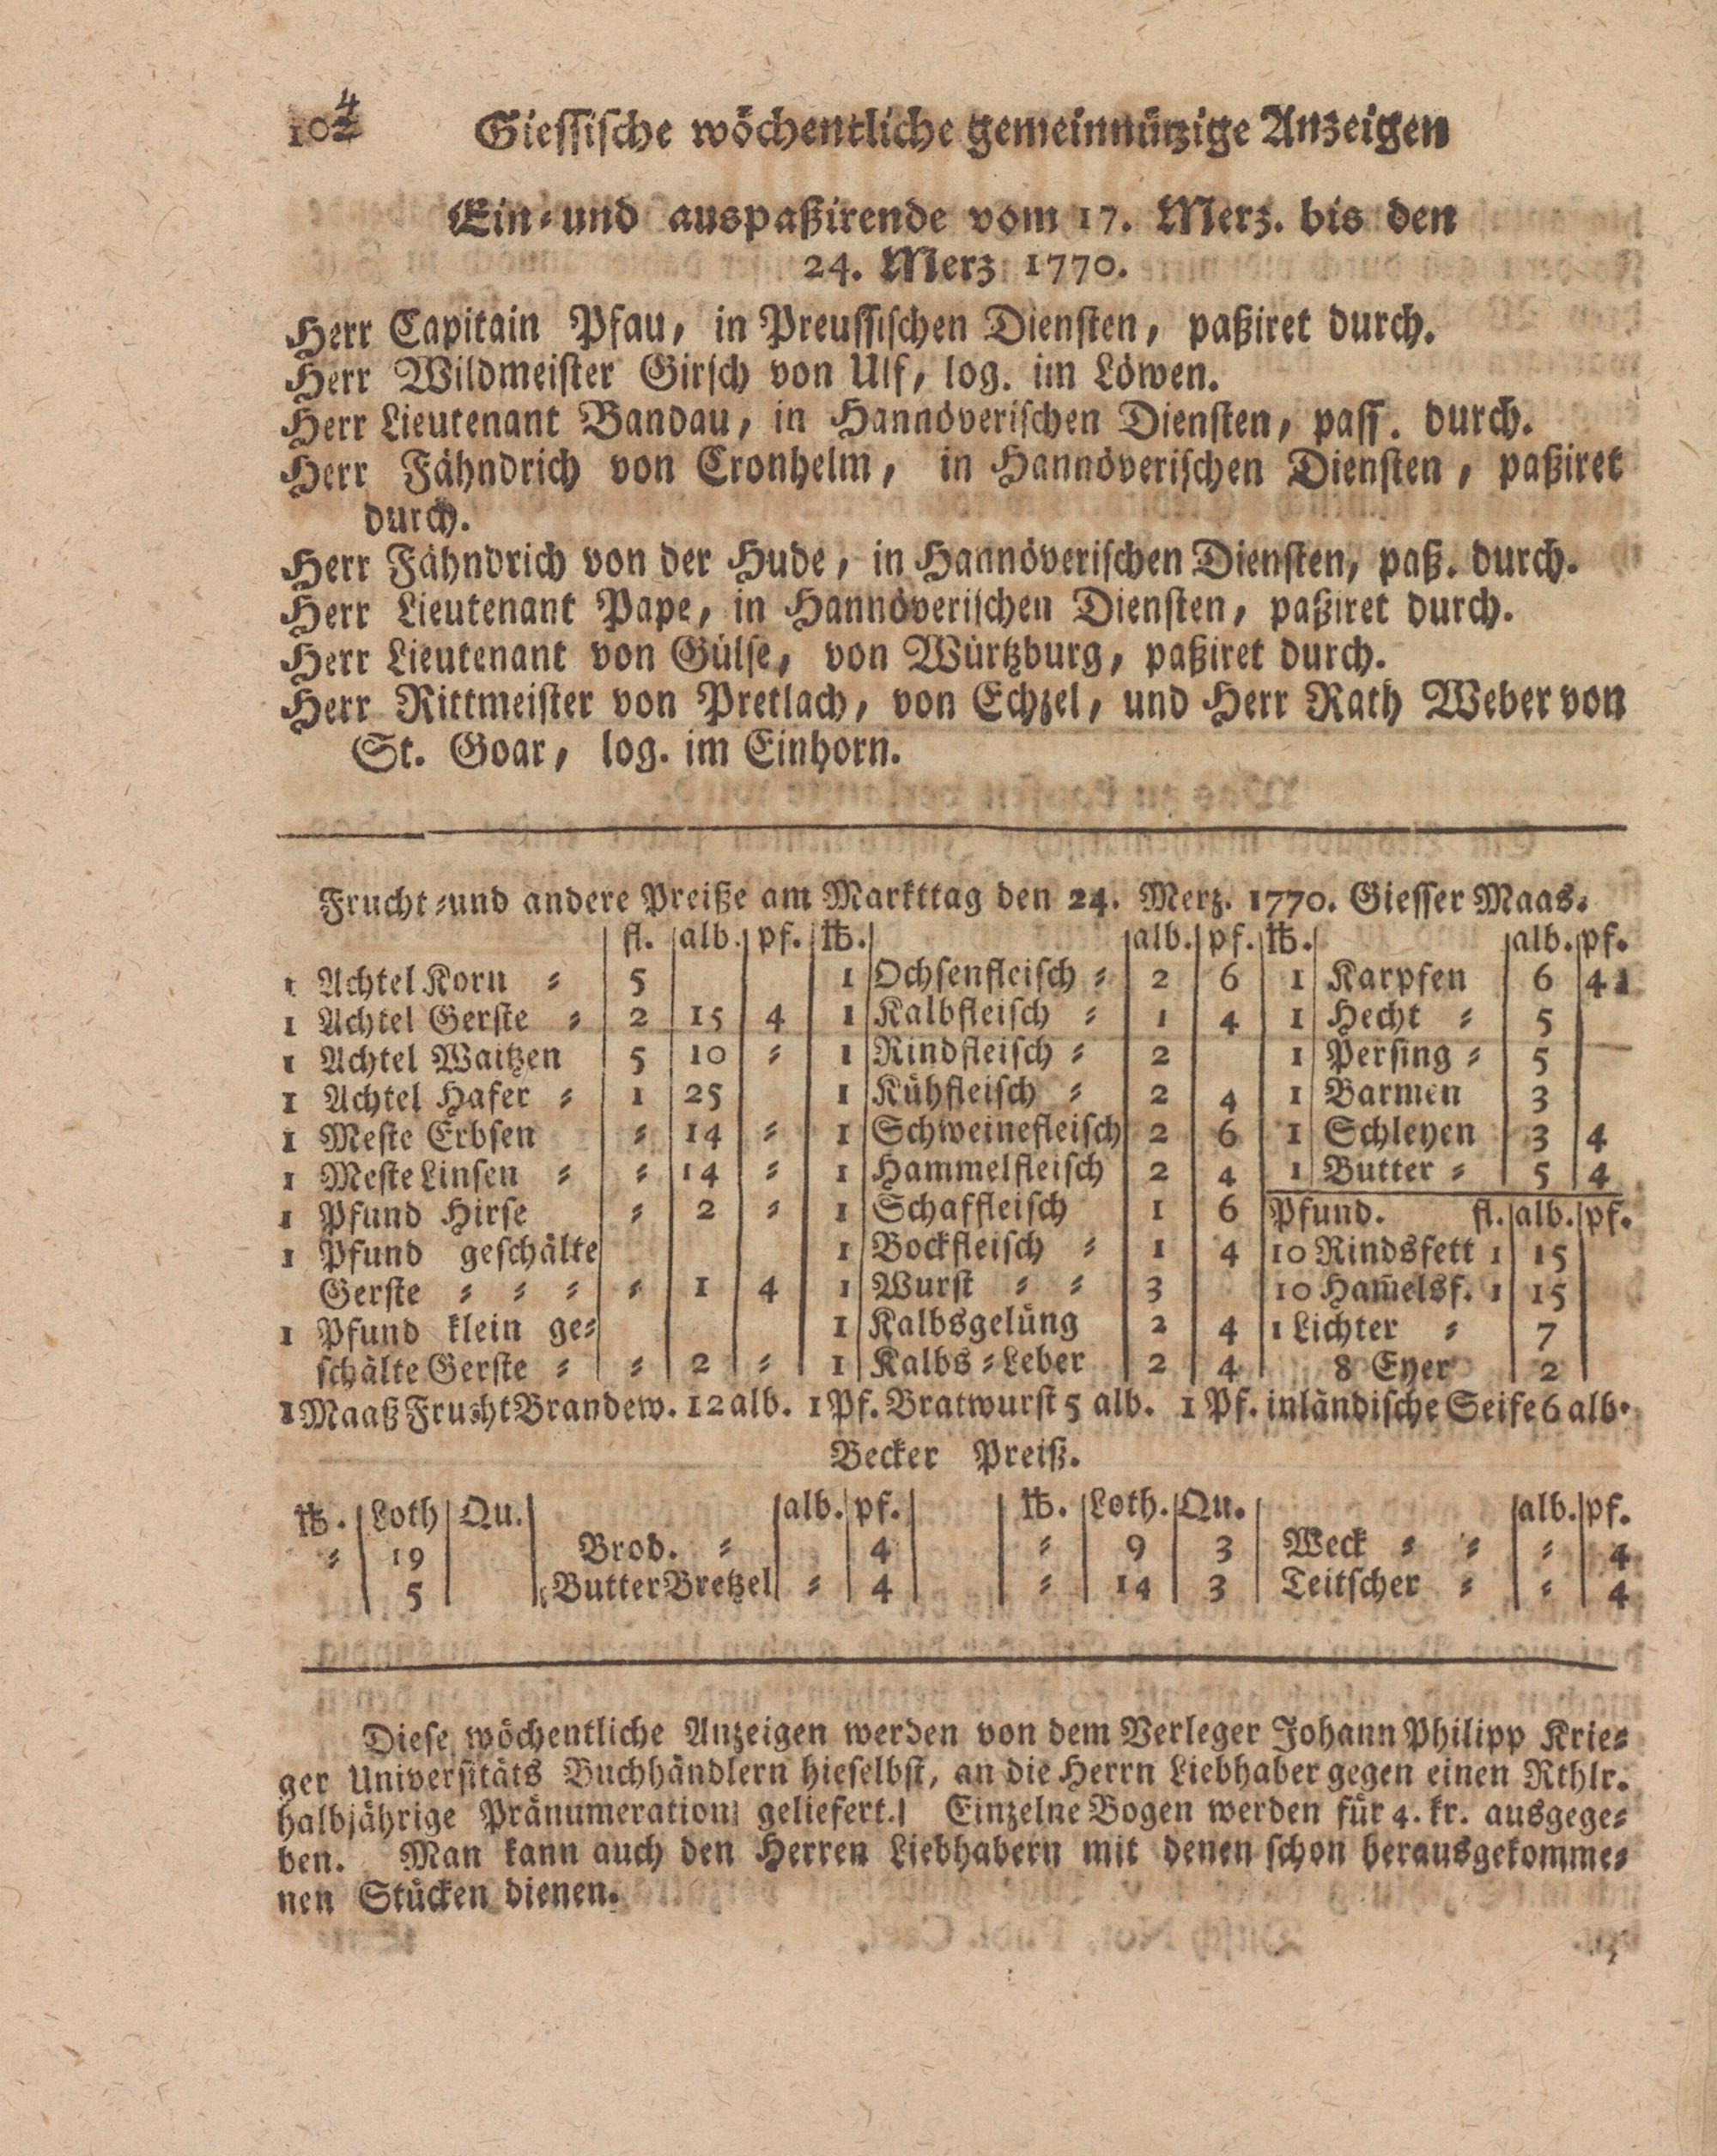 104 Giessische wöchentliche gemeinnützige Anzeigen
Ein- und auspaßirende vom 17. Merz. bis den
24. Merz 1770.
Herr Capitain Pfau, in Preussischen Diensten, paßiret durch.
Herr Wildmeister Girsch von Ulf, log. im Löwen.
Herr Lieutenant Bandau, in Hannöverischen Diensten, pass. durch.
Herr Fähndrich von Cronhelm, in Hannöverischen Diensten, paßiret
durch.
Herr Fähndrich von der Hude, in Hannöverischen Diensten, paß. durch.
Herr Lieutenant Pape, in Hannöverischen Diensten, paßiret durch.
Herr Lieutenant von Gülse, von Würtzburg, paßiret durch.
Herr Rittmeister von Pretlach, von Echzel, und Herr Rath Weber von
St. Goar, log. im Einhorn.
Frucht- und andere Preiße am Markttag den 24. Merz. 1770. Giesser Maas.
fl. alb. pf. ℔. alb. pf. ℔. alb. pf.
1 Achtel Korn - 5 1 Ochsenfleisch - 2 6 1 Karpfen 6 4
1 Achtel Gerste - 2 15 4 1 Kalbfleisch - 1 4 1 Hecht - 5
1 Achtel Waitzen 5 10 - 1 Rindfleisch - 2 1 Persing - 5
1 Achtel Hafer - 1 25 1 Kühfleisch - 2 4 1 Barmen 3
1 Meste Erbsen - 14 - 1 Schweinefleisch 2 6 1 Schleyen 3 4
1 Meste Linsen - - 14 - 1 Hammelfleisch 2 4 1 Butter - 5 4
1 Pfund Hirse - 2 - 1 Schaffleisch 1 6 Pfund. fl. alb. pf.
1 Pfund geschälte 1 Bockfleisch - 1 4 10 Rindsfett 1 15
Gerste - - - - 1 4 1 Wurst - - 3 10 Ham̄elsf. 1 15
1 Pfund klein ge- 1 Kalbsgelüng 2 4 1 Lichter - 7
schälte Gerste - - 2 - 1 Kalbs-Leber 2 4 8 Eyer 2
1 Maaß Frucht Brandew. 12 alb. 1 Pf. Bratwurst 5 alb. 1 Pf. inländische Seife 6 alb.
Becker Preiß.
℔. Loth Qu. alb. pf. ℔. Loth. Qu. alb. pf.
- 19 Brod. - 4 - 9 3 Weck - - - 4
5 Butter Bretzel - 4 - 14 3 Teitscher - - 4
Diese wöchentliche Anzeigen werden von dem Verleger Johann Philipp Krie-
ger Universitäts Buchhändlern hieselbst, an die Herrn Liebhaber gegen einen Rthlr.
halbjährige Pränumeration geliefert. Einzelne Bogen werden für 4. kr. ausgege-
ben. Man kann auch den Herren Liebhabern mit denen schon herausgekomme-
nen Stücken dienen.